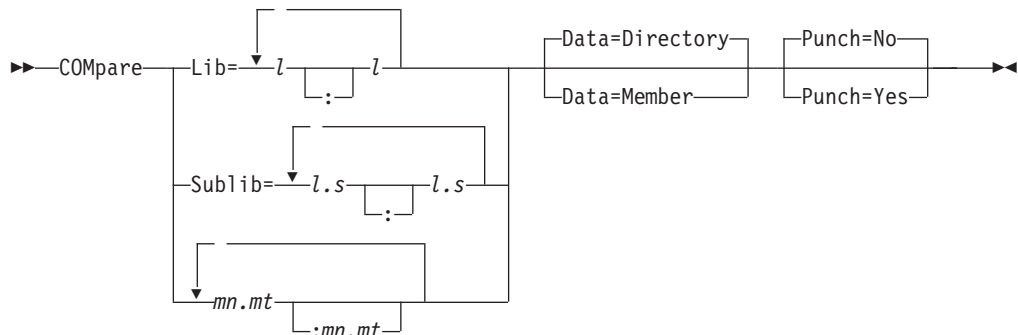 Data=Directory Punch=No
COMpare Lib= l : l
Data=Member Punch=Yes
Sublib= l.s : l.s
mn.mt
:mn.mt